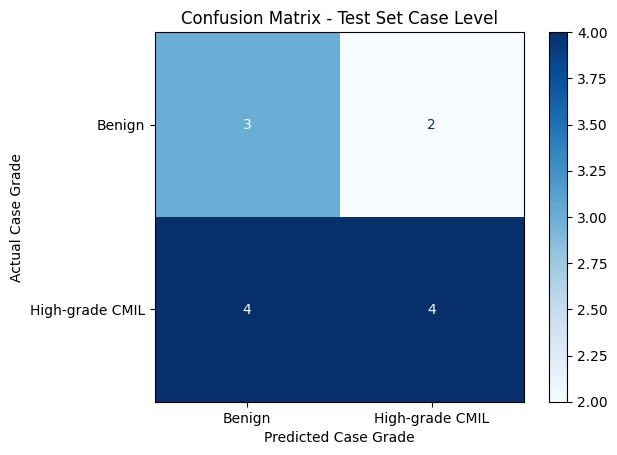 Confusion Matrix - Test Set Case Level
Actual Case Grade
Benign
High-grade CMIL
3
2
4
4
Benign
High-grade CMIL
Predicted Case Grade
4.00
3.75
3.50
3.25
3.00
2.75
2.50
2.25
2.00